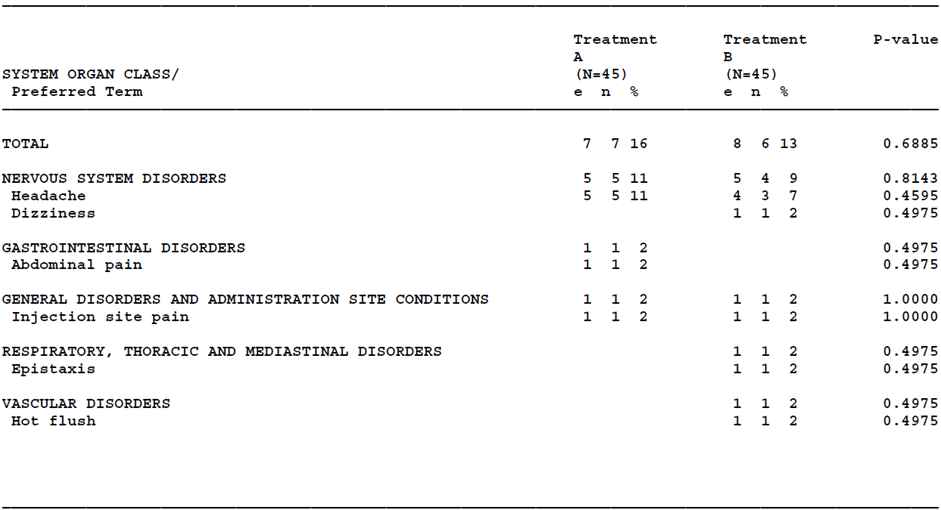 Treatment Treatment P-value
A B
SYSTEM ORGAN CLASS/ (N=45) (N=45)
Preferred Term e n % e n %
TOTAL 7 7 16 8 6 13 0.6885
NERVOUS SYSTEM DISORDERS 5 5 11 5 4 9 0.8143
Headache 5 5 11 4 3 7 0.4595
Dizziness 1 1 2 0.4975
GASTROINTESTINAL DISORDERS 1 1 2 0.4975
Abdominal pain 1 1 2 0.4975
GENERAL DISORDERS AND ADMINISTRATION SITE CONDITIONS 1 1 2 1 1 2 1.0000
Injection site pain 1 1 2 1 1 2 1.0000
RESPIRATORY, THORACIC AND MEDIASTINAL DISORDERS 1 1 2 0.4975
Epistaxis 1 1 2 0.4975
VASCULAR DISORDERS 1 1 2 0.4975
Hot flush 1 1 2 0.4975